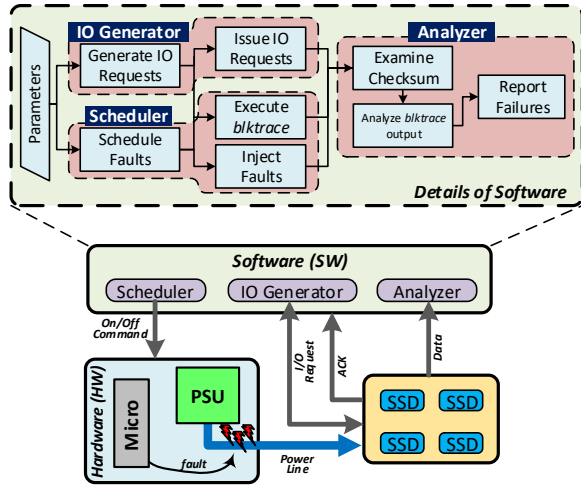 IO Generator
Analyzer
Parameters
Generate IO
Requests
Issue IO
Requests
Examine
Checksum
Report
Failures
Scheduler
Schedule
Faults
Execute
blktrace
Analyze blktrace
output
Inject
Faults
Details of Software
Software (SW)
Scheduler
IO Generator
Analyzer
On/Off
Command
I/O
Request
ACK
Data
Hardware (HW)
Micro
PSU
fault
Power
Line
SSD
SSD
SSD
SSD